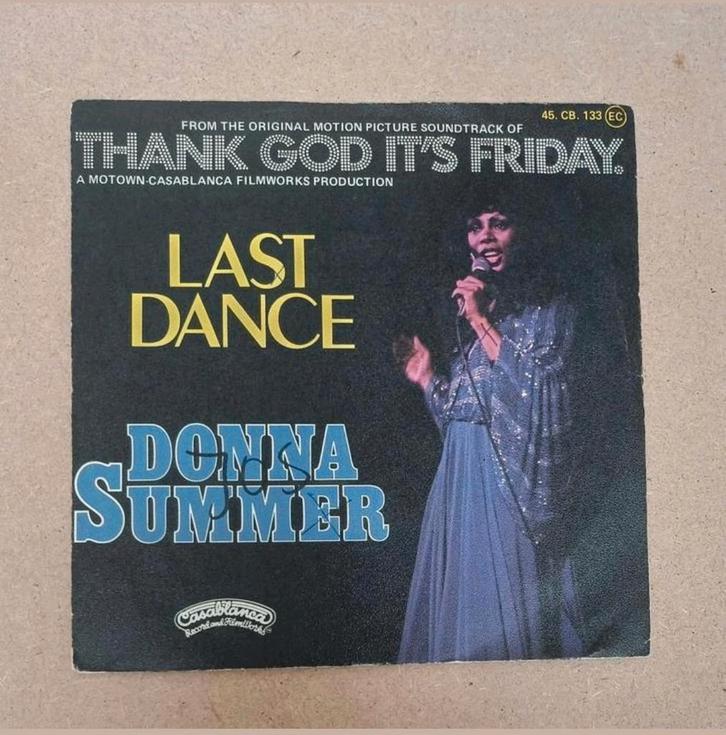 45. CB. 133 EC
FROM THE ORIGINAL MOTION PICTURE SOUNDTRACK OF
THANK GOD IT'S FRIDAY.
A MOTOWN-CASABLANCA FILMWORKS PRODUCTION
LAST
DANCE
DONNA
SUMMER
JOS
Casablanca
Record and FilmWorks